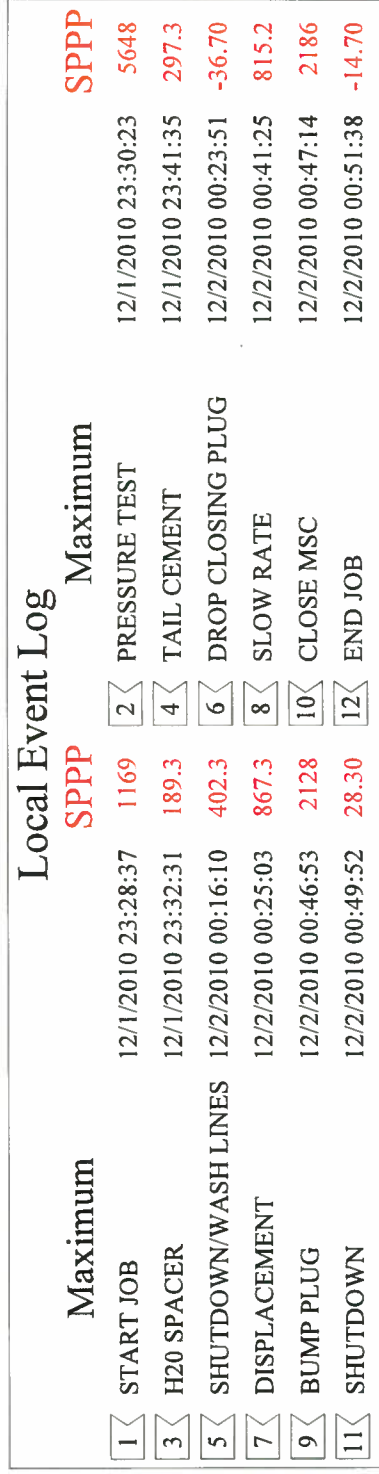 Local Event Log
Maximum SPPP Maximum SPPP
1 START JOB 12/1/2010 23:28:37 1169 2 PRESSURE TEST 12/1/2010 23:30:23 5648
3 H20 SPACER 12/1/2010 23:32:31 189.3 4 TAIL CEMENT 12/1/2010 23:41:35 297.3
5 SHUTDOWN/WASH LINES 12/2/2010 00:16:10 402.3 6 DROP CLOSING PLUG 12/2/2010 00:23:51 -36.70
7 DISPLACEMENT 12/2/2010 00:25:03 867.3 8 SLOW RATE 12/2/2010 00:41:25 815.2
9 BUMP PLUG 12/2/2010 00:46:53 2128 10 CLOSE MSC 12/2/2010 00:47:14 2186
11 SHUTDOWN 12/2/2010 00:49:52 28.30 12 END JOB 12/2/2010 00:51:38 -14.70